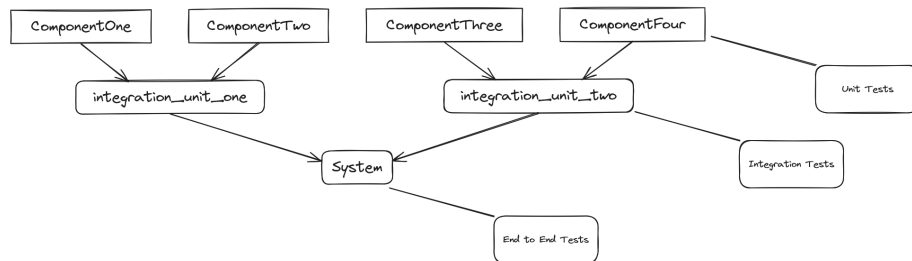 ComponentOne
ComponentTwo
ComponentThree
ComponentFour
integration_unit_one
integration_unit_two
Unit Tests
System
Integration Tests
End to End Tests